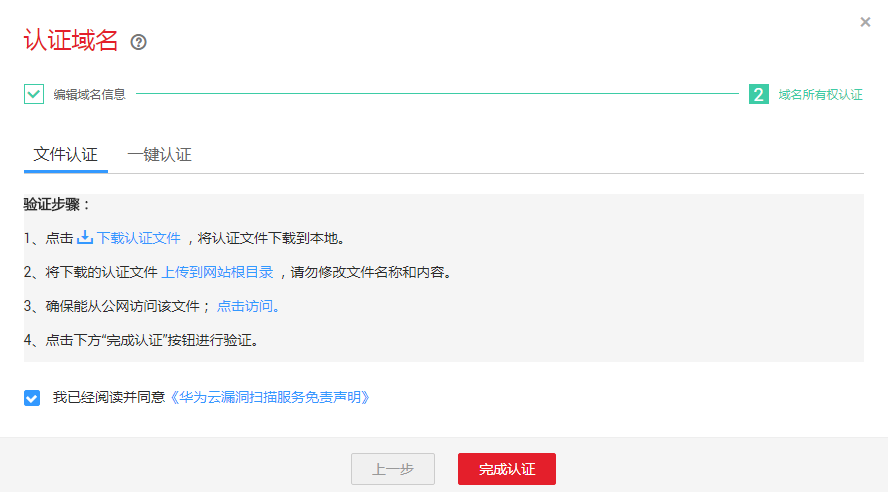 认证域名 ?
编辑域名信息
2 域名所有权认证
文件认证 一键认证
验证步骤：
1、点击 下载认证文件 ，将认证文件下载到本地。
2、将下载的认证文件 上传到网站根目录 ，请勿修改文件名称和内容。
3、确保能从公网访问该文件； 点击访问。
4、点击下方“完成认证”按钮进行验证。
我已经阅读并同意《华为云漏洞扫描服务免责声明》
上一步 完成认证